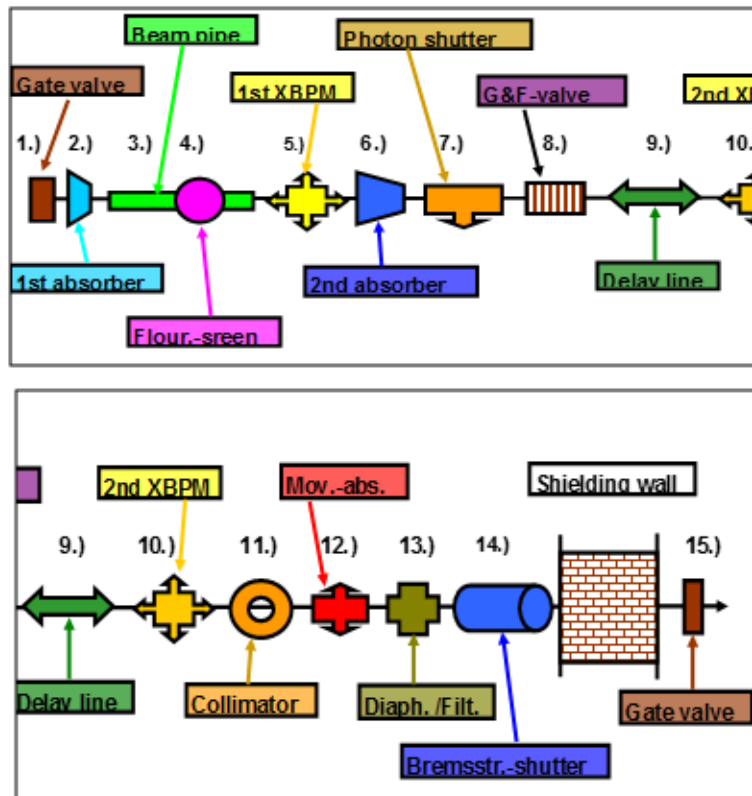 Beam pipe
Photon shutter
Gate valve
1st XBPM
G&F-valve
2nd
1.) 2.) 3.) 4.) 5.) 6.) 7.) 8.) 9.) 10.
1st absorber
2nd absorber
Delay line
Flour.-sreen
2nd XBPM
Mov.-abs.
Shielding wall
9.) 10.) 11.) 12.) 13.) 14.) 15.)
Delay line
Collimator
Diaph. /Filt.
Gate valve
Bremsstr.-shutter